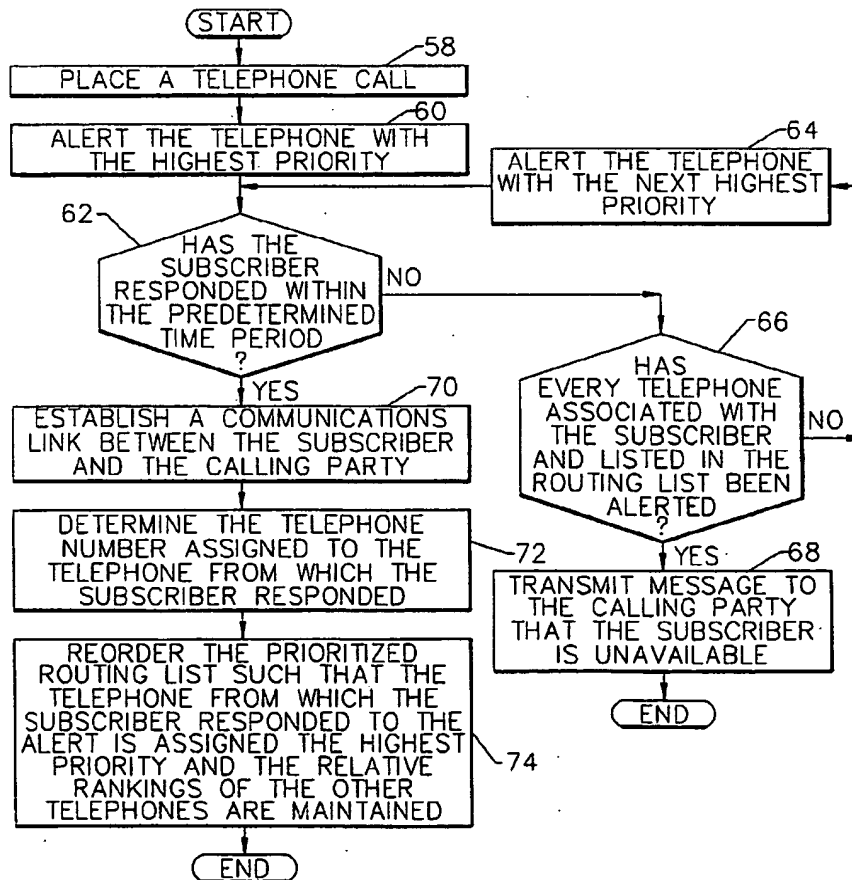 START
58
PLACE A TELEPHONE CALL
60
ALERT THE TELEPHONE WITH
THE HIGHEST PRIORITY
64
ALERT THE TELEPHONE
WITH THE NEXT HIGHEST
PRIORITY
62
HAS THE
SUBSCRIBER
RESPONDED WITHIN
THE PREDETERMINED
TIME PERIOD
?
NO
YES
66
HAS
EVERY TELEPHONE
ASSOCIATED WITH
THE SUBSCRIBER
AND LISTED IN THE
ROUTING LIST BEEN
ALERTED
?
NO
YES
70
ESTABLISH A COMMUNICATIONS
LINK BETWEEN THE SUBSCRIBER
AND THE CALLING PARTY
DETERMINE THE TELEPHONE
NUMBER ASSIGNED TO THE
TELEPHONE FROM WHICH THE
SUBSCRIBER RESPONDED
72
68
TRANSMIT MESSAGE TO
THE CALLING PARTY
THAT THE SUBSCRIBER
IS UNAVAILABLE
END
REORDER THE PRIORITIZED
ROUTING LIST SUCH THAT THE
TELEPHONE FROM WHICH THE
SUBSCRIBER RESPONDED TO THE
ALERT IS ASSIGNED THE HIGHEST
PRIORITY AND THE RELATIVE
RANKINGS OF THE OTHER
TELEPHONES ARE MAINTAINED
74
END